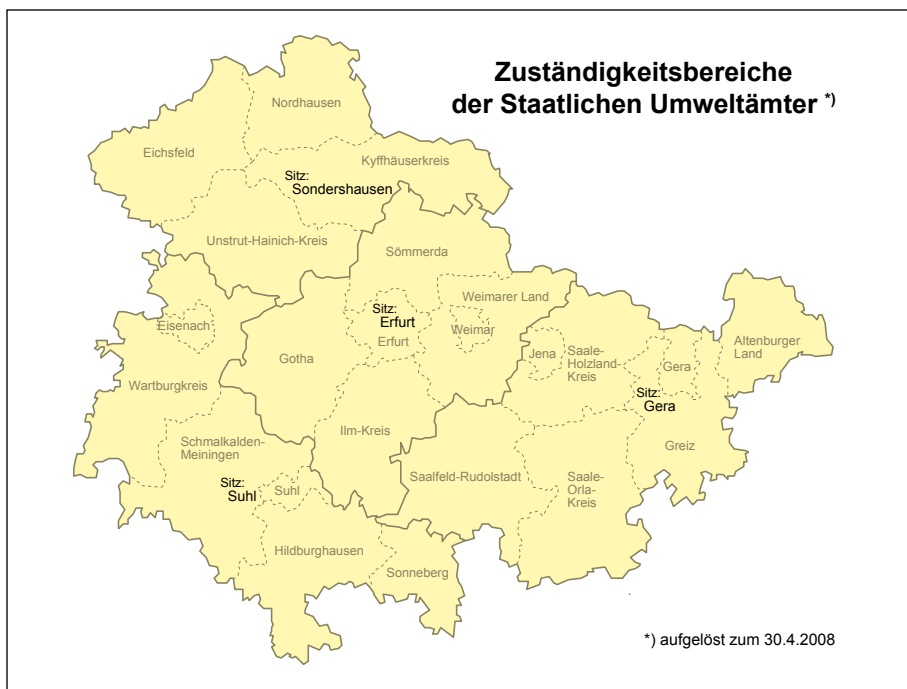 Zuständigkeitsbereiche
der Staatlichen Umweltämter *)
Nordhausen
Eichsfeld
Kyffhäuserkreis
Sitz:
Sondershausen
Unstrut-Hainich-Kreis
Sömmerda
Weimarer Land
Sitz:
Erfurt
Erfurt
Weimar
Eisenach
Gotha
Jena
Saale-
Holzland-
Kreis
Gera
Altenburger
Land
Wartburgkreis
Sitz:
Gera
Ilm-Kreis
Schmalkalden-
Meiningen
Greiz
Saalfeld-Rudolstadt
Saale-
Orla-
Kreis
Sitz:
Suhl
Suhl
Hildburghausen
Sonneberg
*) aufgelöst zum 30.4.2008